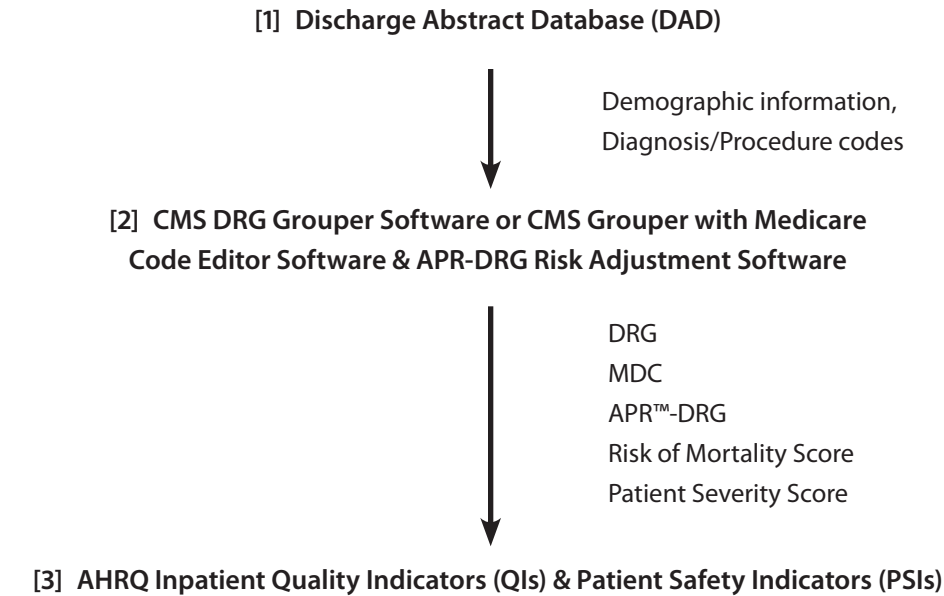 [1] Discharge Abstract Database (DAD)
Demographic information,
Diagnosis/Procedure codes
[2] CMS DRG Grouper Software or CMS Grouper with Medicare
Code Editor Software & APR-DRG Risk Adjustment Software
DRG
MDC
APR™-DRG
Risk of Mortality Score
Patient Severity Score
[3] AHRQ Inpatient Quality Indicators (QIs) & Patient Safety Indicators (PSIs)